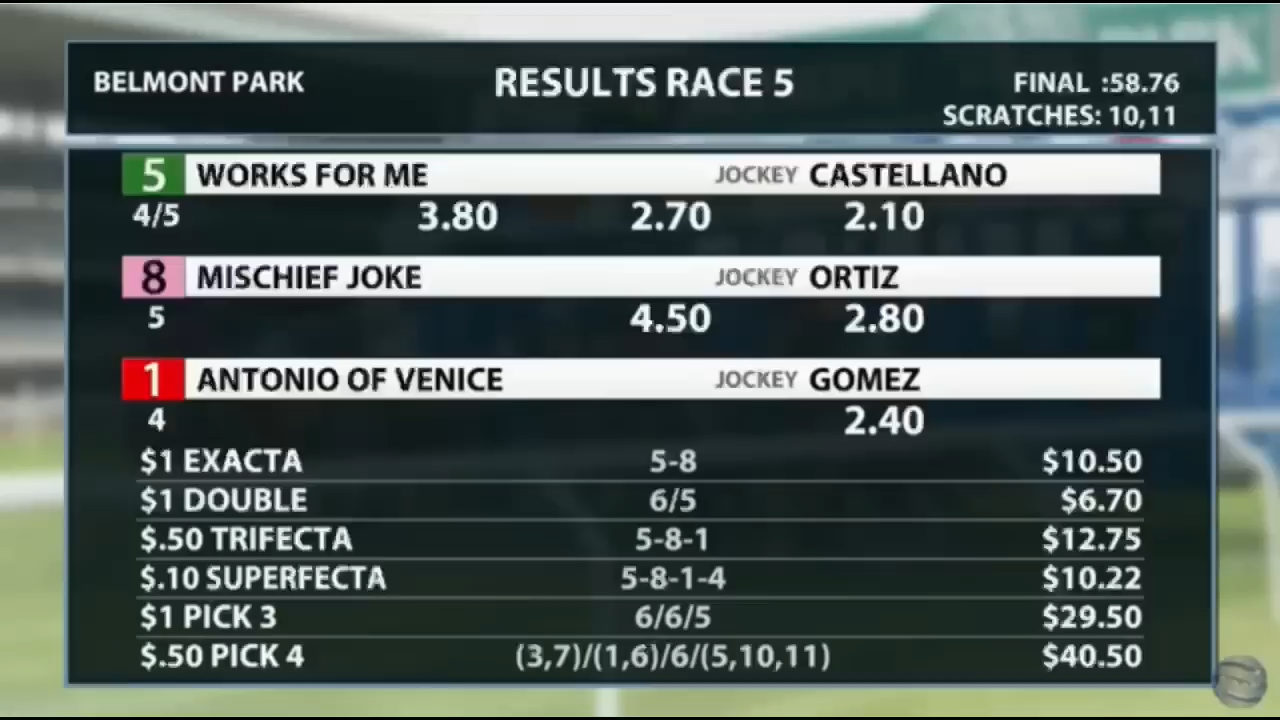 BELMONT PARK
RESULTS RACE 5
FINAL :58.76
SCRATCHES: 10,11
5 WORKS FOR ME JOCKEY CASTELLANO
4/5 3.80 2.70 2.10
8 MISCHIEF JOKE JOCKEY ORTIZ
5 4.50 2.80
1 ANTONIO OF VENICE JOCKEY GOMEZ
4 2.40
$1 EXACTA 5-8 $10.50
$1 DOUBLE 6/5 $6.70
$.50 TRIFECTA 5-8-1 $12.75
$.10 SUPERFECTA 5-8-1-4 $10.22
$1 PICK 3 6/6/5 $29.50
$.50 PICK 4 (3,7)/(1,6)/6/(5,10,11) $40.50